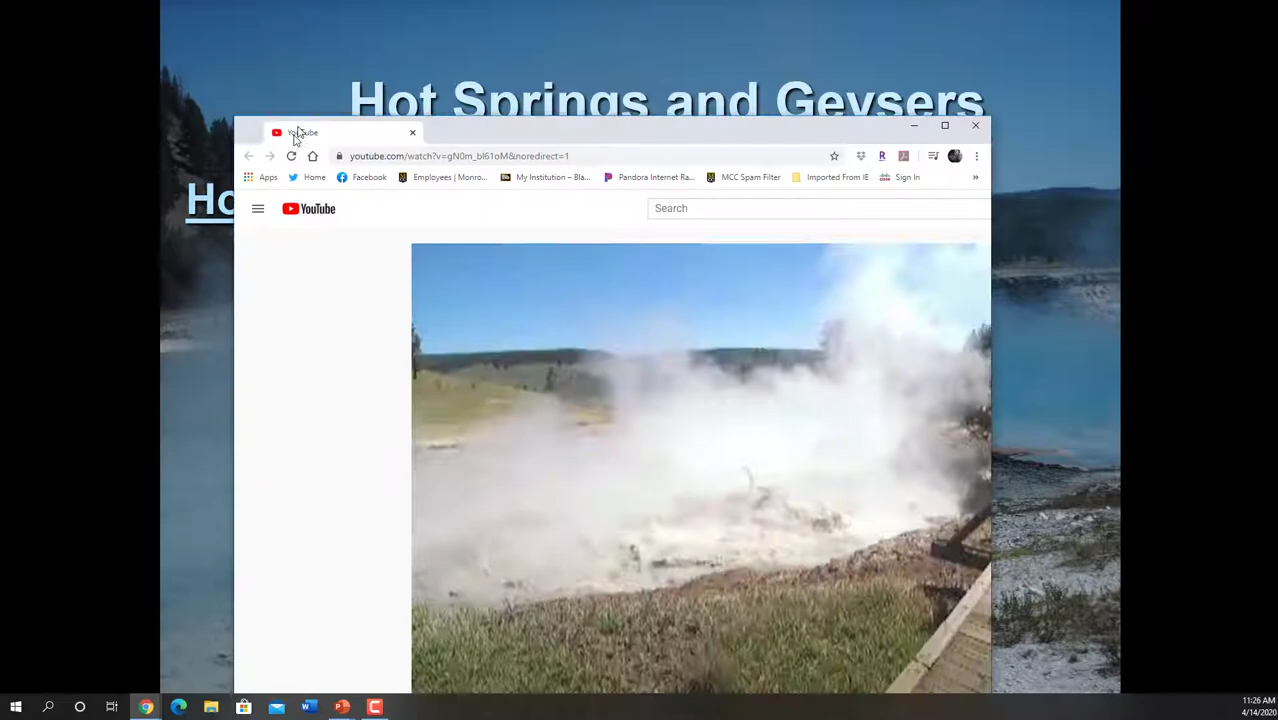 Hot Springs and Geysers
Ho
YouTube
youtube.com/watch?v=gN0m_bI61oM&noredirect=1
Apps Home Facebook Employees | Monro... My Institution – Bla... Pandora Internet Ra... MCC Spam Filter Imported From IE Sign In »
YouTube
Search
11:26 AM
4/14/2020